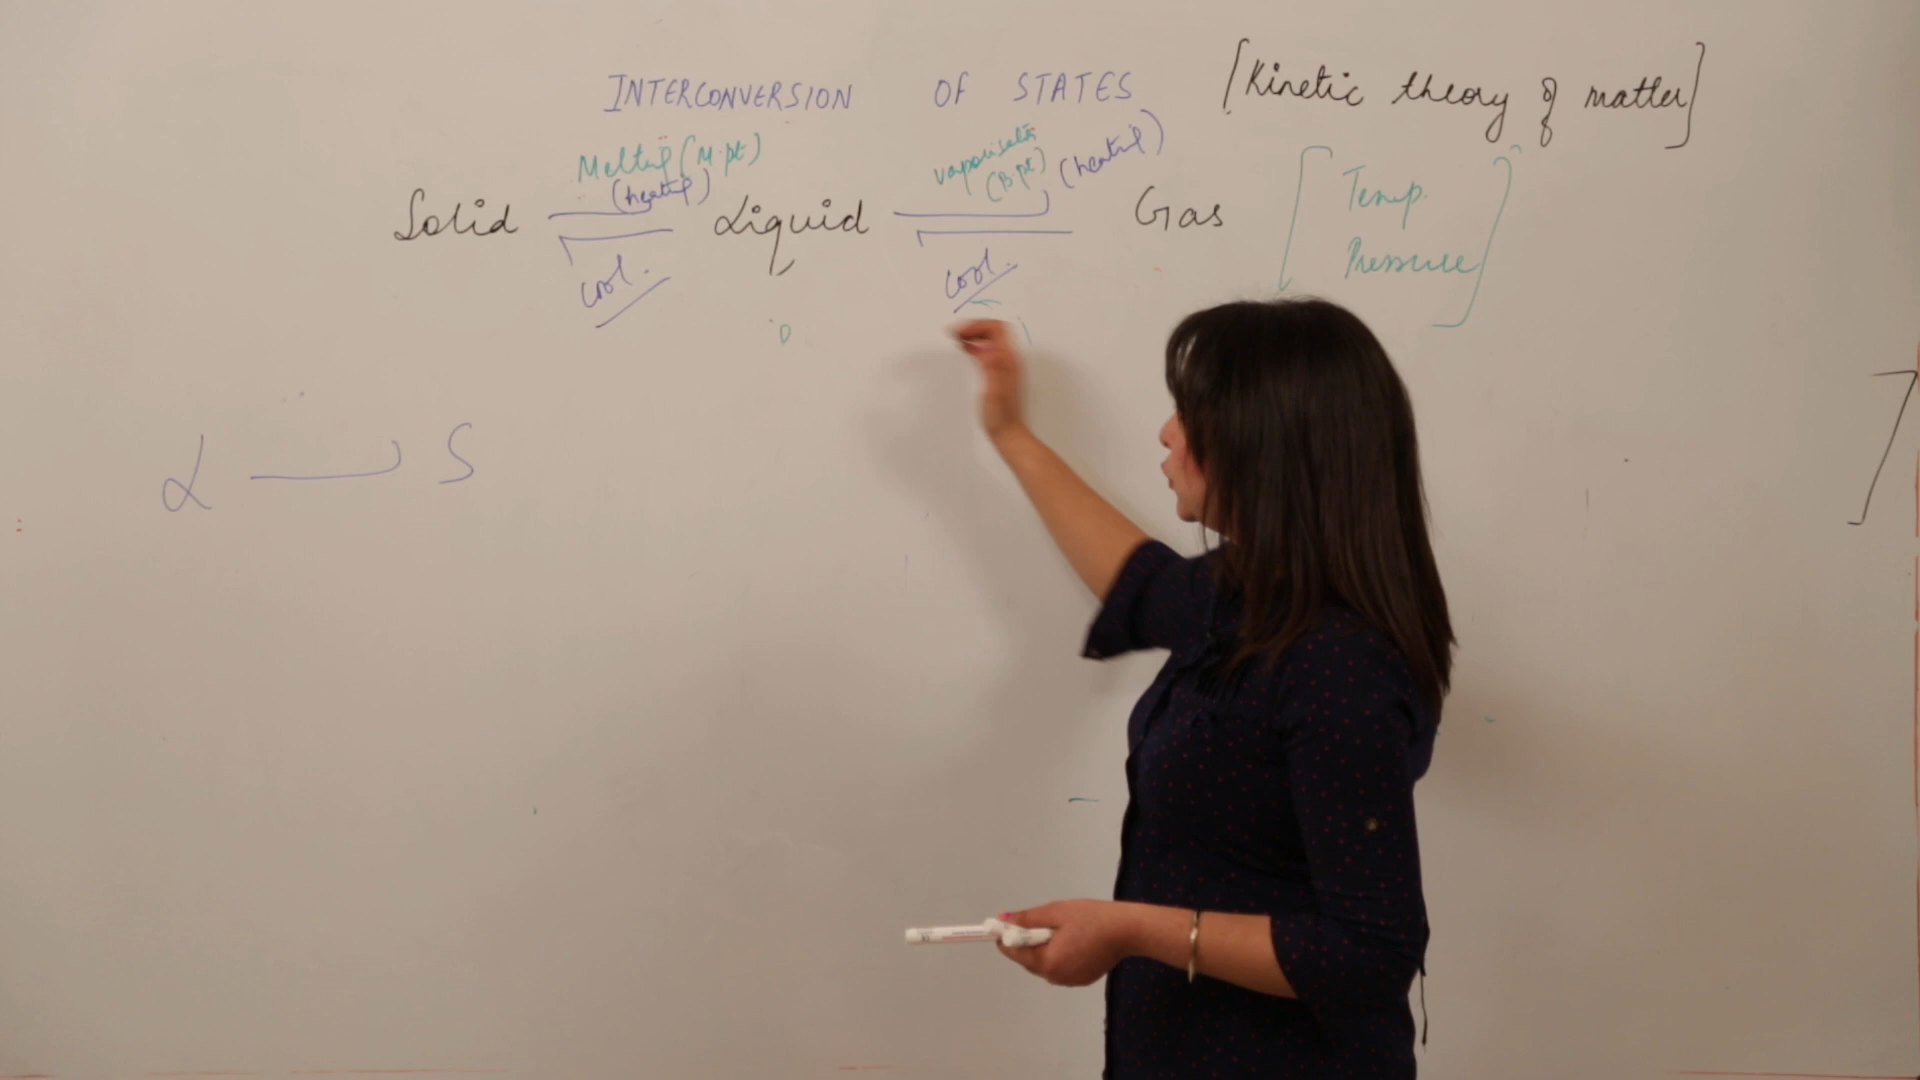 INTERCONVERSION OF STATES [Kinetic theory of matter]
Melting (M.pt) vaporisation (B.pt) (heating)
(heating)
Solid Liquid Gas [Temp. Pressure]
cool. cool.
L S